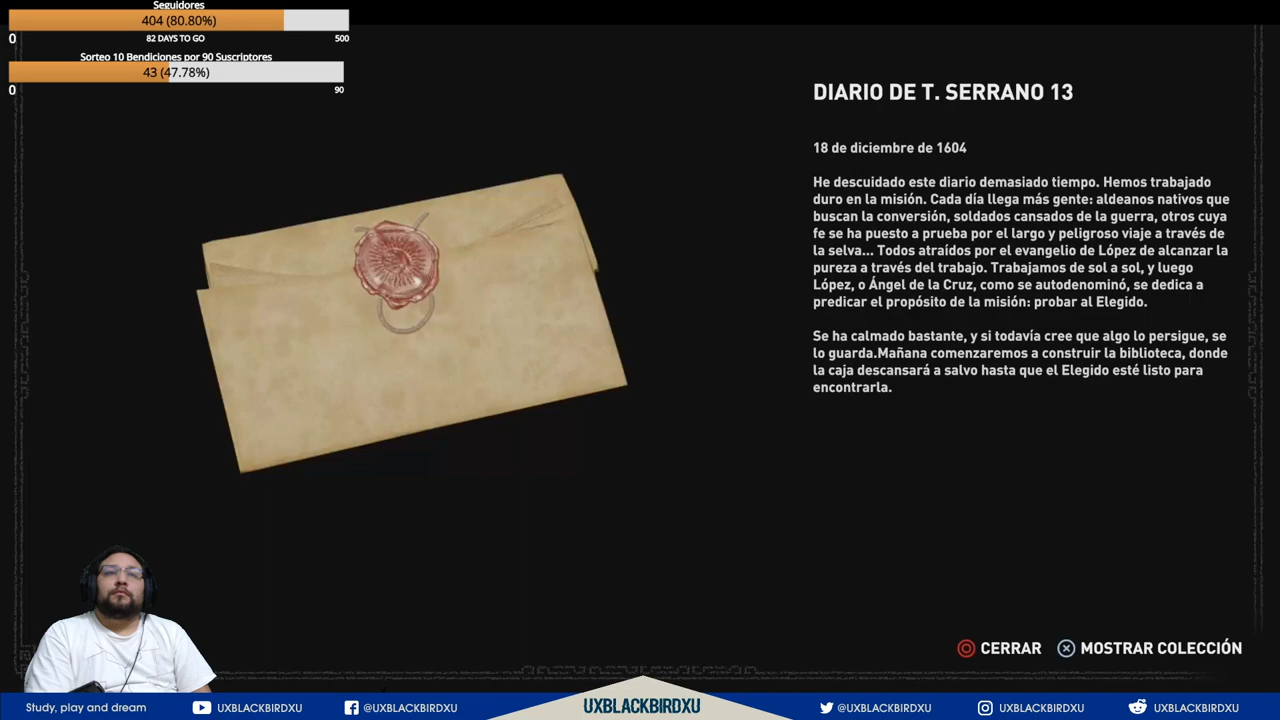 Seguidores
404 (80.80%)
0
82 DAYS TO GO
500
Sorteo 10 Bendiciones por 90 Suscriptores
43 (47.78%)
0
90
DIARIO DE T. SERRANO 13
18 de diciembre de 1604
He descuidado este diario demasiado tiempo. Hemos trabajado
duro en la misión. Cada día llega más gente: aldeanos nativos que
buscan la conversión, soldados cansados de la guerra, otros cuya
fe se ha puesto a prueba por el largo y peligroso viaje a través de
la selva... Todos atraídos por el evangelio de López de alcanzar la
pureza a través del trabajo. Trabajamos de sol a sol, y luego
López, o Ángel de la Cruz, como se autodenominó, se dedica a
predicar el propósito de la misión: probar al Elegido.
Se ha calmado bastante, y si todavía cree que algo lo persigue, se
lo guarda.Mañana comenzaremos a construir la biblioteca, donde
la caja descansará a salvo hasta que el Elegido esté listo para
encontrarla.
CERRAR
MOSTRAR COLECCIÓN
Study, play and dream
UXBLACKBIRDXU
@UXBLACKBIRDXU
UXBLACKBIRDXU
@UXBLACKBIRDXU
UXBLACKBIRDXU
UXBLACKBIRDXU